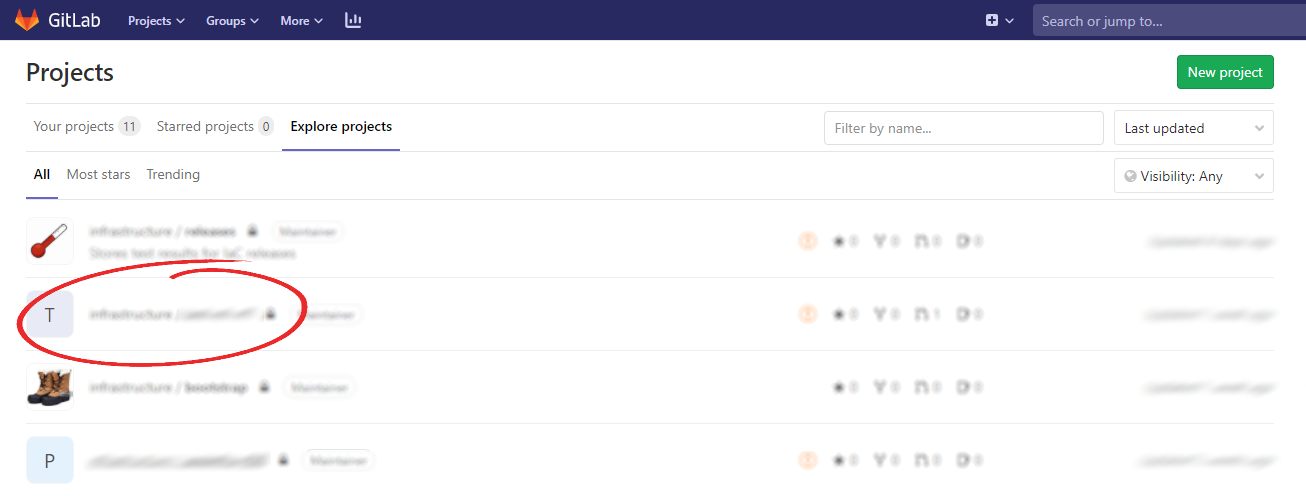 GitLab Projects Groups More Search or jump to...
Projects
New project
Your projects 11 Starred projects 0 Explore projects
Filter by name... Last updated
All Most stars Trending
Visibility: Any
infrastructure / releases Maintainer 0 0 0 0
Stores test results for IaC releases
T infrastructure / Maintainer 0 0 1 0
infrastructure / bootstrap Maintainer 0 0 0 0
P Maintainer 0 0 0 0